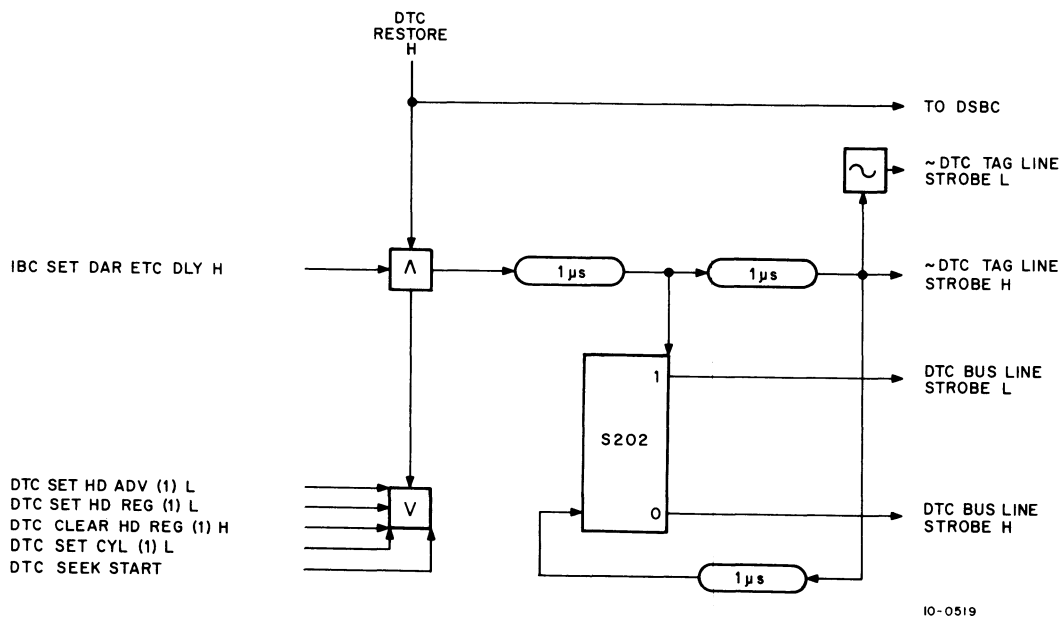 DTC
RESTORE
H
TO DSBC
~DTC TAG LINE
STROBE L
IBC SET DAR ETC DLY H
Λ
1µs
1µs
~DTC TAG LINE
STROBE H
1
DTC BUS LINE
STROBE L
S202
DTC SET HD ADV (1) L
DTC SET HD REG (1) L
DTC CLEAR HD REG (1) H
DTC SET CYL (1) L
DTC SEEK START
V
0
DTC BUS LINE
STROBE H
1µs
10-0519